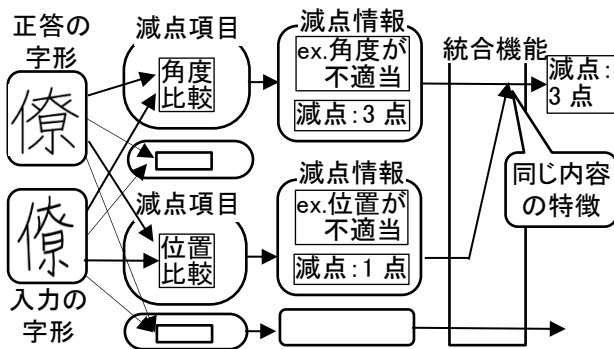 正答の
字形
僚
僚
入力の
字形
減点項目
角度
比較
減点項目
位置
比較
減点情報
ex.角度が
不適当
減点:3 点
減点情報
ex.位置が
不適当
減点:1 点
統合機能
減点:
3 点
同じ内容
の特徴